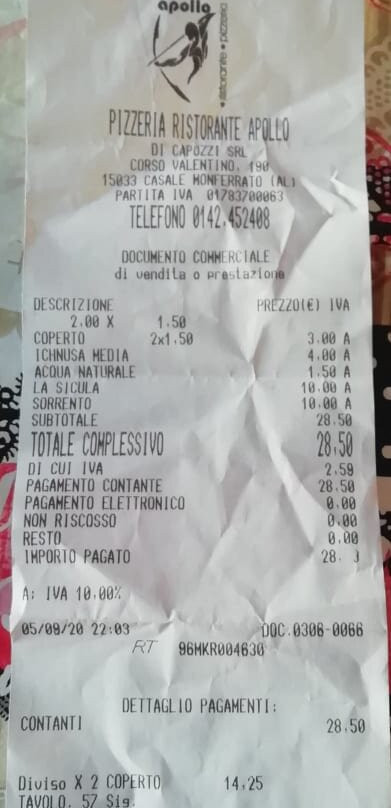 apollo
ristorante • pizzeria
PIZZERIA RISTORANTE APOLLO
DI CAPOZZI SRL
CORSO VALENTINO, 190
15033 CASALE MONFERRATO (AL)
PARTITA IVA 01783700063
TELEFONO 0142.452408
DOCUMENTO COMMERCIALE
di vendita o prestazione
DESCRIZIONE PREZZO(€) IVA
2.00 X 1.50
COPERTO 2x1.50 3.00 A
ICHNUSA MEDIA 4.00 A
ACQUA NATURALE 1.50 A
LA SICULA 10.00 A
SORRENTO 10.00 A
SUBTOTALE 28.50
TOTALE COMPLESSIVO 28,50
DI CUI IVA 2.59
PAGAMENTO CONTANTE 28.50
PAGAMENTO ELETTRONICO 0.00
NON RISCOSSO 0.00
RESTO 0.00
IMPORTO PAGATO
A: IVA 10.00%
05/09/20 22:03 DOC.0306-0066
RT 96MKR004630
DETTAGLIO PAGAMENTI:
CONTANTI 28.50
Diviso X 2 COPERTO 14,25
TAVOLO. 57 Sig.